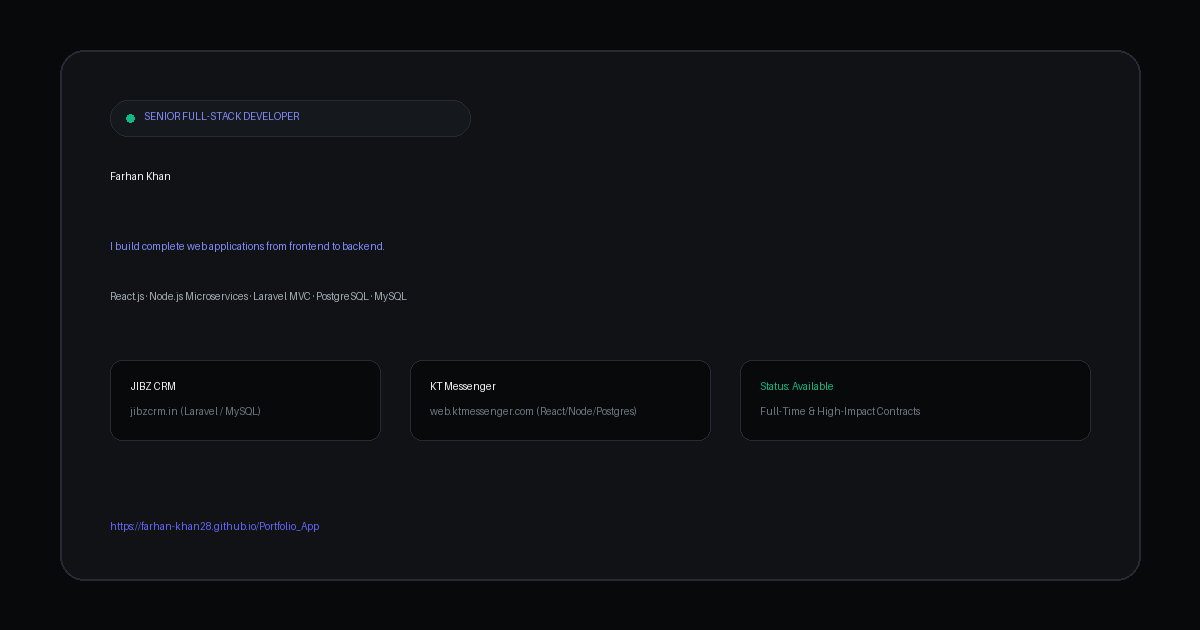 SENIOR FULL-STACK DEVELOPER
Farhan Khan
I build complete web applications from frontend to backend.
React.js · Node.js Microservices · Laravel MVC · PostgreSQL · MySQL
JIBZ CRM
jibzcrm.in (Laravel / MySQL)
KT Messenger
web.ktmessenger.com (React/Node/Postgres)
Status: Available
Full-Time & High-Impact Contracts
https://farhan-khan28.github.io/Portfolio_App